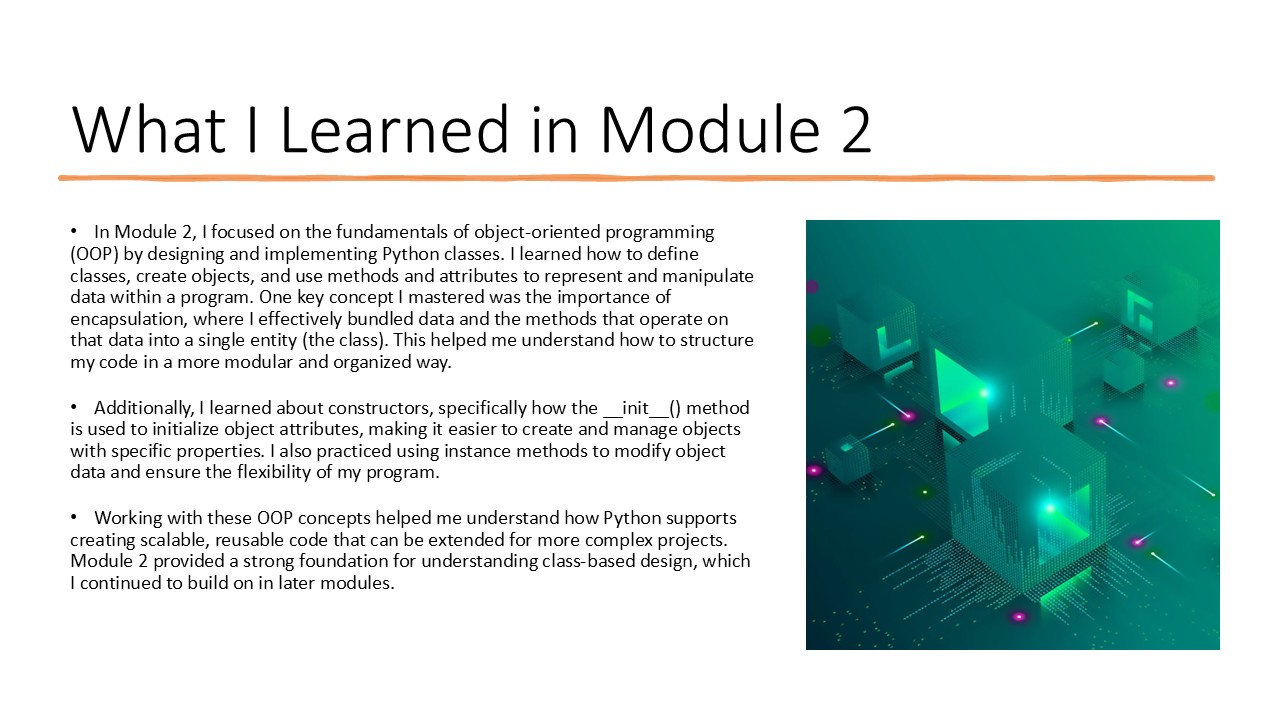 What I Learned in Module 2
• In Module 2, I focused on the fundamentals of object-oriented programming
(OOP) by designing and implementing Python classes. I learned how to define
classes, create objects, and use methods and attributes to represent and manipulate
data within a program. One key concept I mastered was the importance of
encapsulation, where I effectively bundled data and the methods that operate on
that data into a single entity (the class). This helped me understand how to structure
my code in a more modular and organized way.
• Additionally, I learned about constructors, specifically how the __init__() method
is used to initialize object attributes, making it easier to create and manage objects
with specific properties. I also practiced using instance methods to modify object
data and ensure the flexibility of my program.
• Working with these OOP concepts helped me understand how Python supports
creating scalable, reusable code that can be extended for more complex projects.
Module 2 provided a strong foundation for understanding class-based design, which
I continued to build on in later modules.